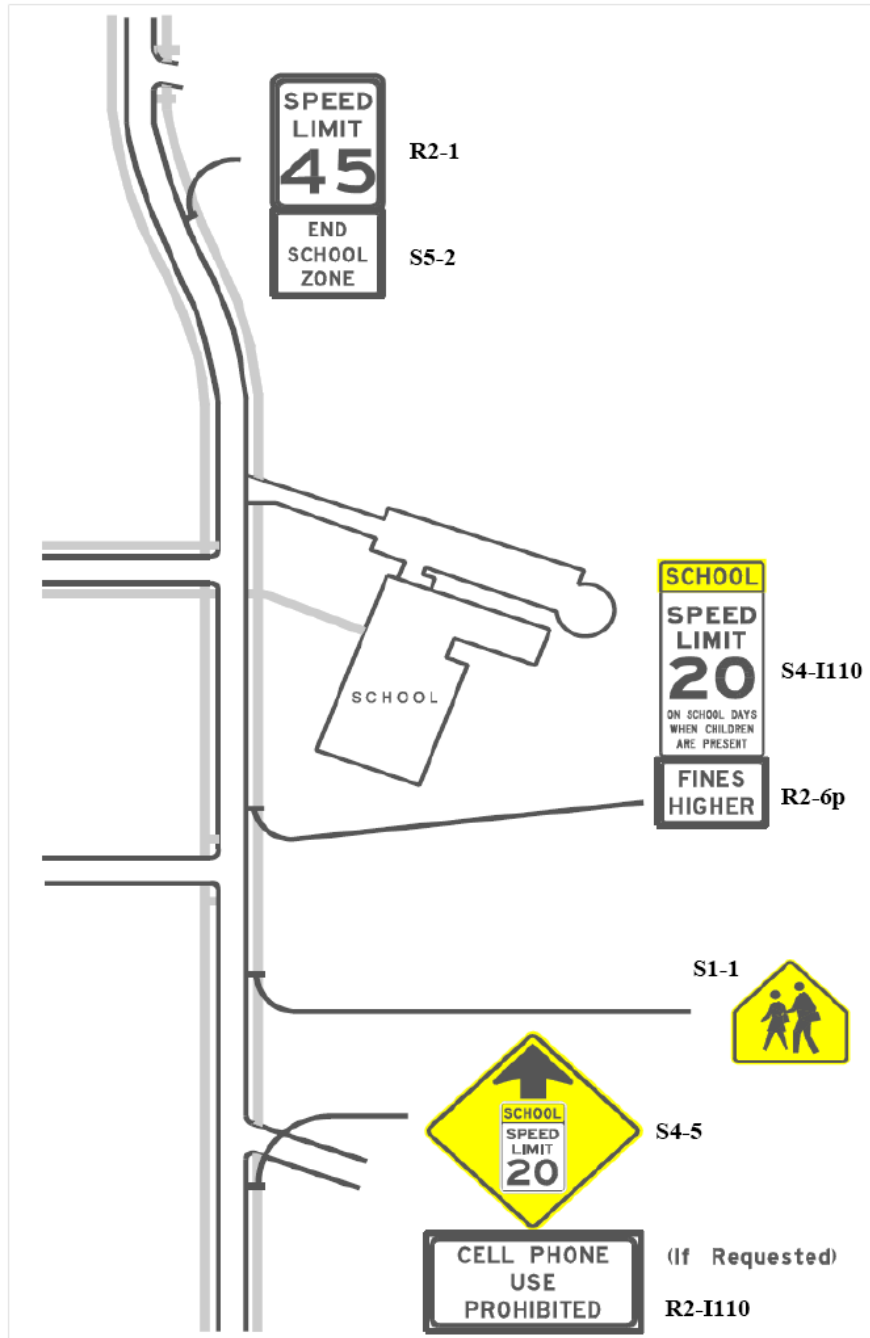 SPEED
LIMIT
45
R2-1
END
SCHOOL
ZONE
S5-2
SCHOOL
SCHOOL
SPEED
LIMIT
20
ON SCHOOL DAYS
WHEN CHILDREN
ARE PRESENT
S4-I110
FINES
HIGHER
R2-6p
S1-1
SCHOOL
SPEED
LIMIT
20
S4-5
CELL PHONE
USE
PROHIBITED
(If Requested)
R2-I110